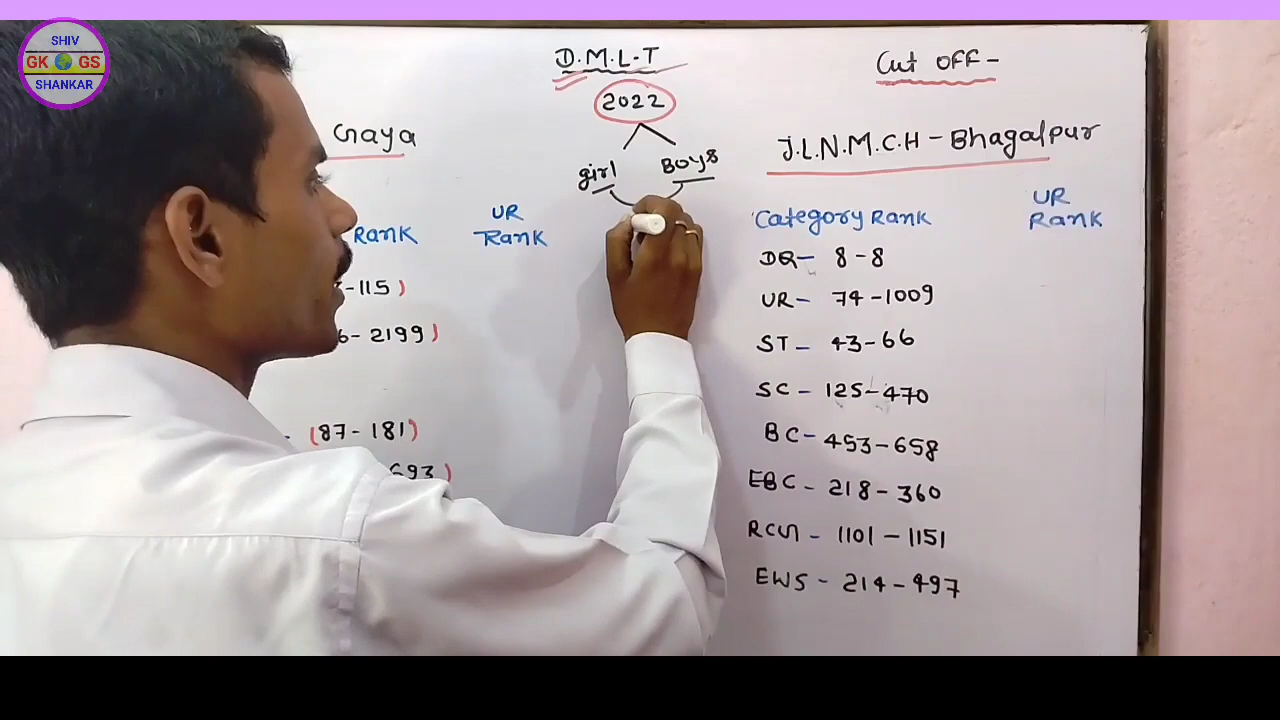 SHIV
GK GS
SHANKAR
D.M.L.T
2022
girl Boys
Cut OFF-
Gaya
RANK
UR
Rank
-115)
- 2199)
- (87-181)
693)
J.L.N.M.C.H-Bhagalpur
Category Rank
UR
Rank
DQ- 8-8
UR- 74-1009
ST- 43-66
SC- 125-470
BC- 453-658
EBC- 218-360
RCG- 1101-1151
EWS- 214-497